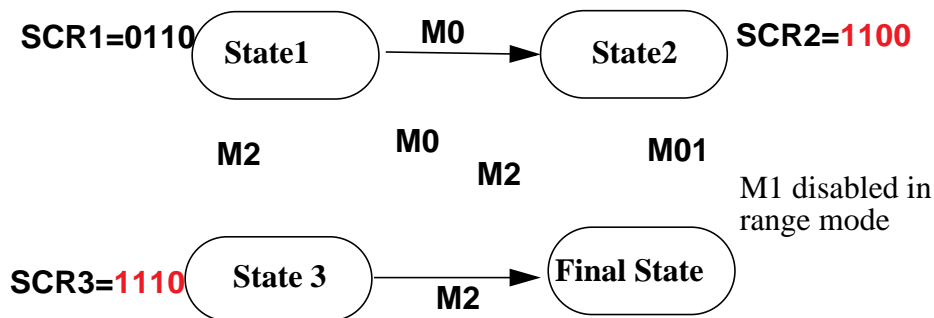 SCR1=0110 State1 M0 State2 SCR2=1100
M2 M0 M2 M01
M1 disabled in
range mode
SCR3=1110 State 3 M2 Final State